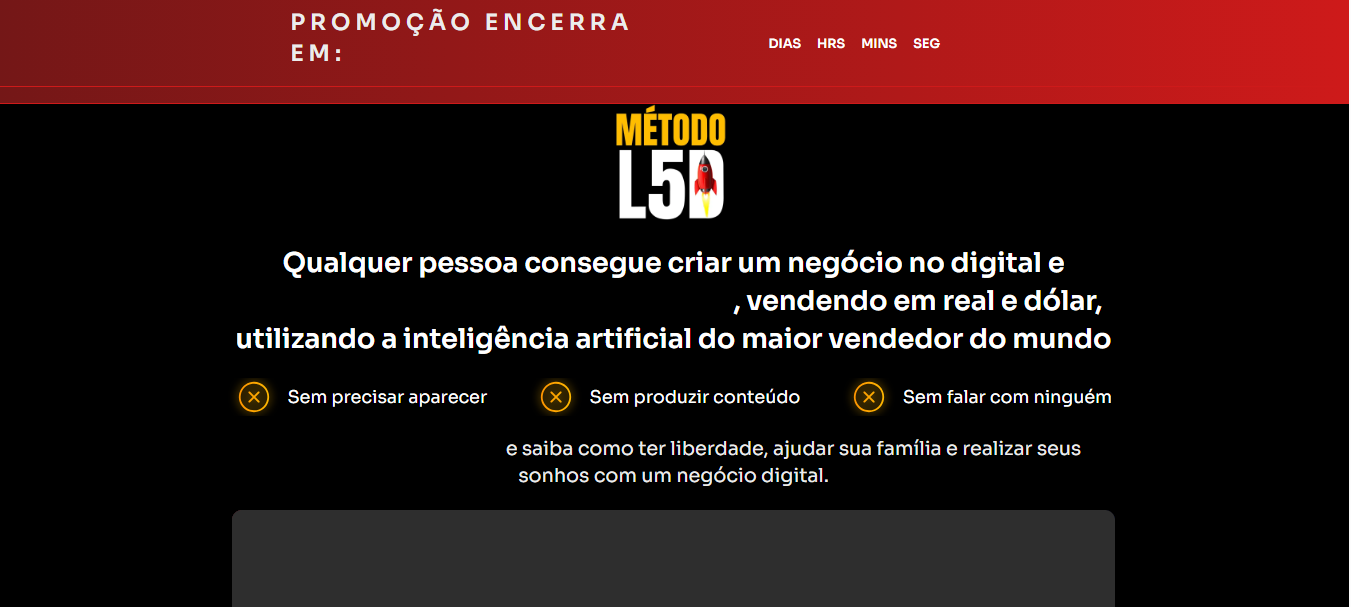 PROMOÇÃO ENCERRA
EM:
DIAS HRS MINS SEG
MÉTODO
L5D
Qualquer pessoa consegue criar um negócio no digital e
, vendendo em real e dólar,
utilizando a inteligência artificial do maior vendedor do mundo
Sem precisar aparecer
Sem produzir conteúdo
Sem falar com ninguém
e saiba como ter liberdade, ajudar sua família e realizar seus
sonhos com um negócio digital.